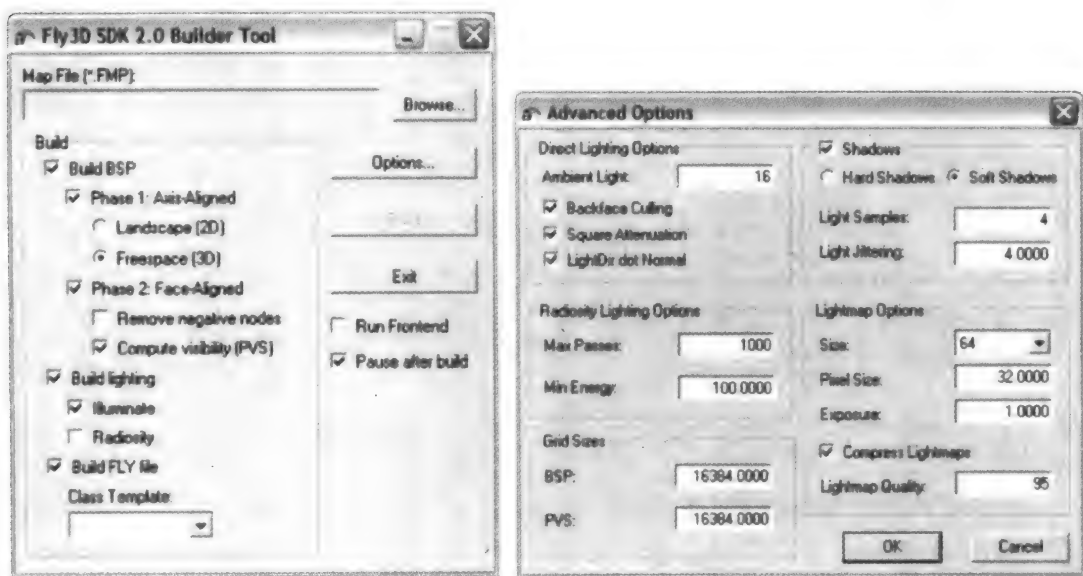 Fly3D SDK 2.0 Builder Tool
Map File (*.FMP):
Browse...
Build
Build BSP
Options...
Phase 1: Axis-Aligned
Landscape (2D)
Freespace (3D)
Exit
Phase 2: Face-Aligned
Remove negative nodes
Run Frontend
Compute visibility (PVS)
Pause after build
Build lighting
Illuminate
Radiosity
Build FLY file
Class Template:
Advanced Options
Direct Lighting Options
Ambient Light: 16
Backface Culling
Square Attenuation
LightDir dot Normal
Shadows
Hard Shadows Soft Shadows
Light Samples: 4
Light Jittering: 4.0000
Radiosity Lighting Options
Max Passes: 1000
Min Energy: 100.0000
Lightmap Options
Size: 64
Pixel Size: 32.0000
Exposure: 1.0000
Compress Lightmaps
Lightmap Quality: 95
Grid Sizes
BSP: 16384.0000
PVS: 16384.0000
OK Cancel